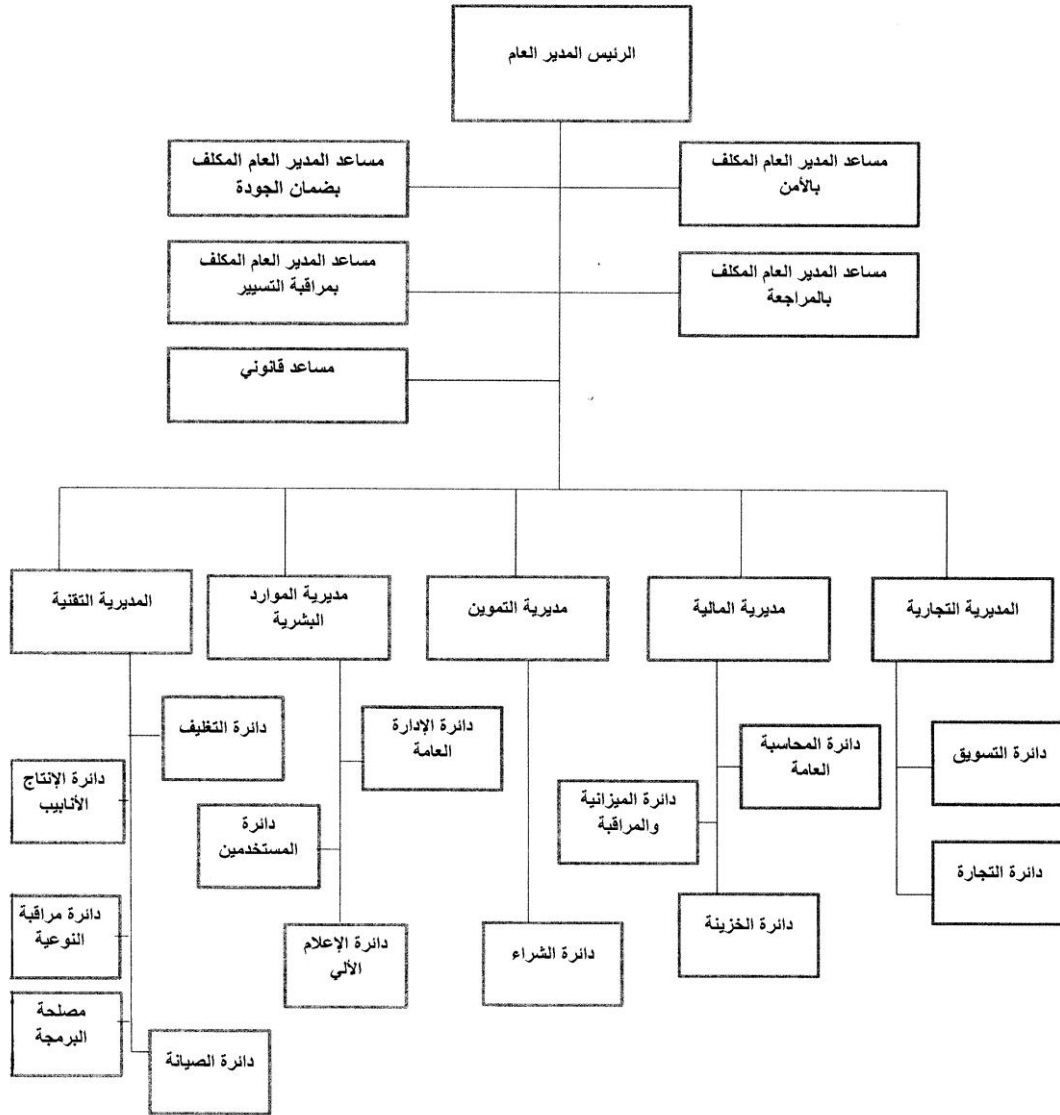 الرئيس المدير العام
مساعد المدير العام المكلف
بالأمن
مساعد المدير العام المكلف
بضمان الجودة
مساعد المدير العام المكلف
بالمراجعة
مساعد المدير العام المكلف
بمراقبة التسيير
مساعد قانوني
المديرية التجارية
مديرية المالية
مديرية التموين
مديرية الموارد
البشرية
المديرية التقنية
دائرة التسويق
دائرة التجارة
دائرة المحاسبة
العامة
دائرة الميزانية
والمراقبة
دائرة الخزينة
دائرة الشراء
دائرة الإدارة
العامة
دائرة
المستخدمين
دائرة الإعلام
الألي
دائرة التغليف
دائرة الإنتاج
الأنابيب
دائرة مراقبة
النوعية
مصلحة
البرمجة
دائرة الصيانة